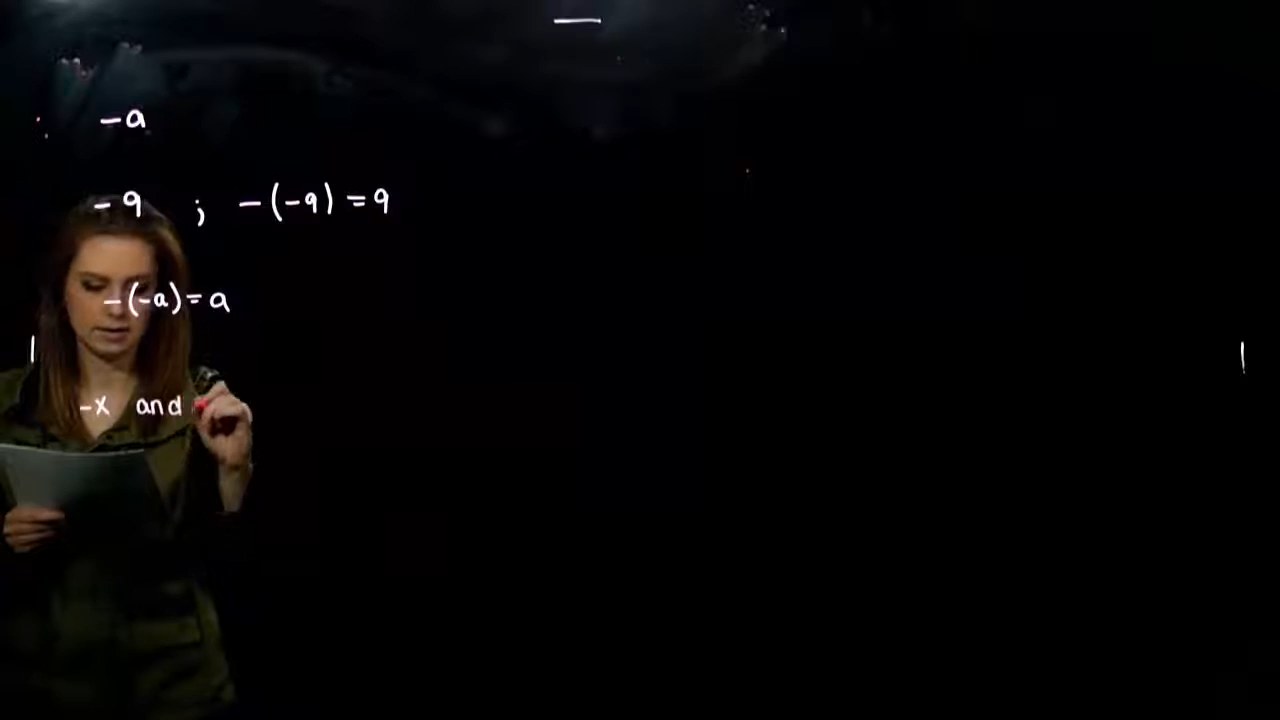 -a
-9 ; -(-9) = 9
-(-a) = a
-x and